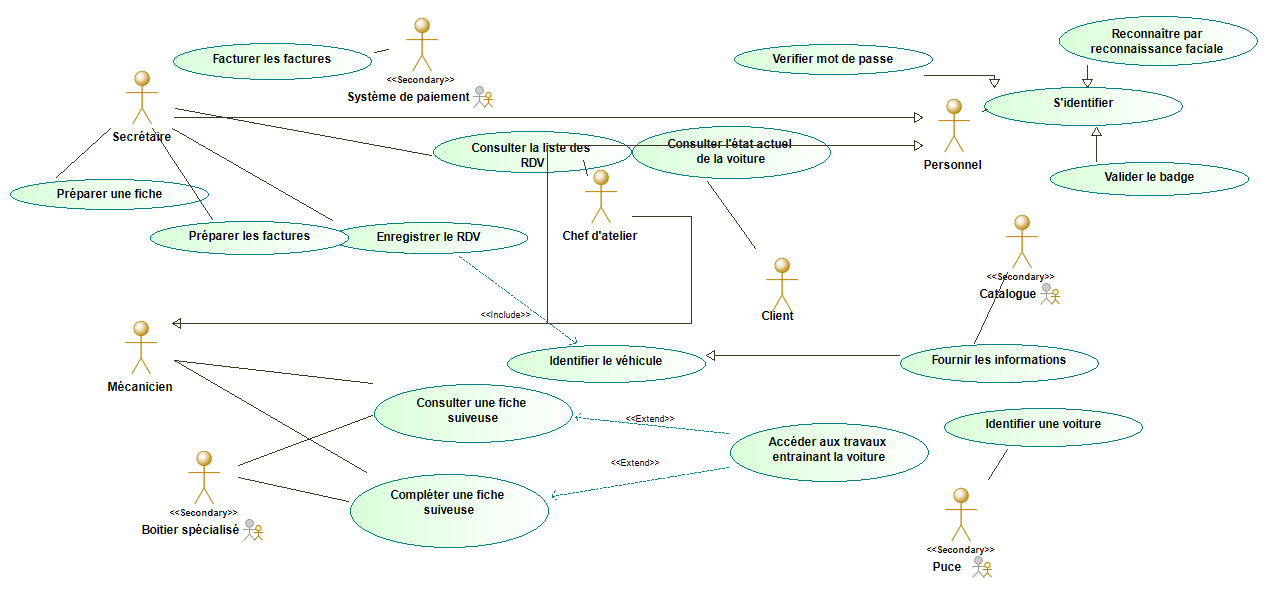 Facturer les factures
<<Secondary>>
Système de paiement
Verifier mot de passe
Reconnaître par
reconnaissance faciale
S'identifier
Secrétaire
Personnel
Consulter la liste des
RDV
Consulter l'état actuel
de la voiture
Valider le badge
Préparer une fiche
Préparer les factures
Enregistrer le RDV
Chef d'atelier
<<Secondary>>
Catalogue
Client
<<Include>>
Identifier le véhicule
Fournir les informations
Mécanicien
Consulter une fiche
suiveuse
<<Extend>>
Identifier une voiture
Accéder aux travaux
entrainant la voiture
<<Extend>>
Compléter une fiche
suiveuse
<<Secondary>>
Boitier spécialisé
<<Secondary>>
Puce